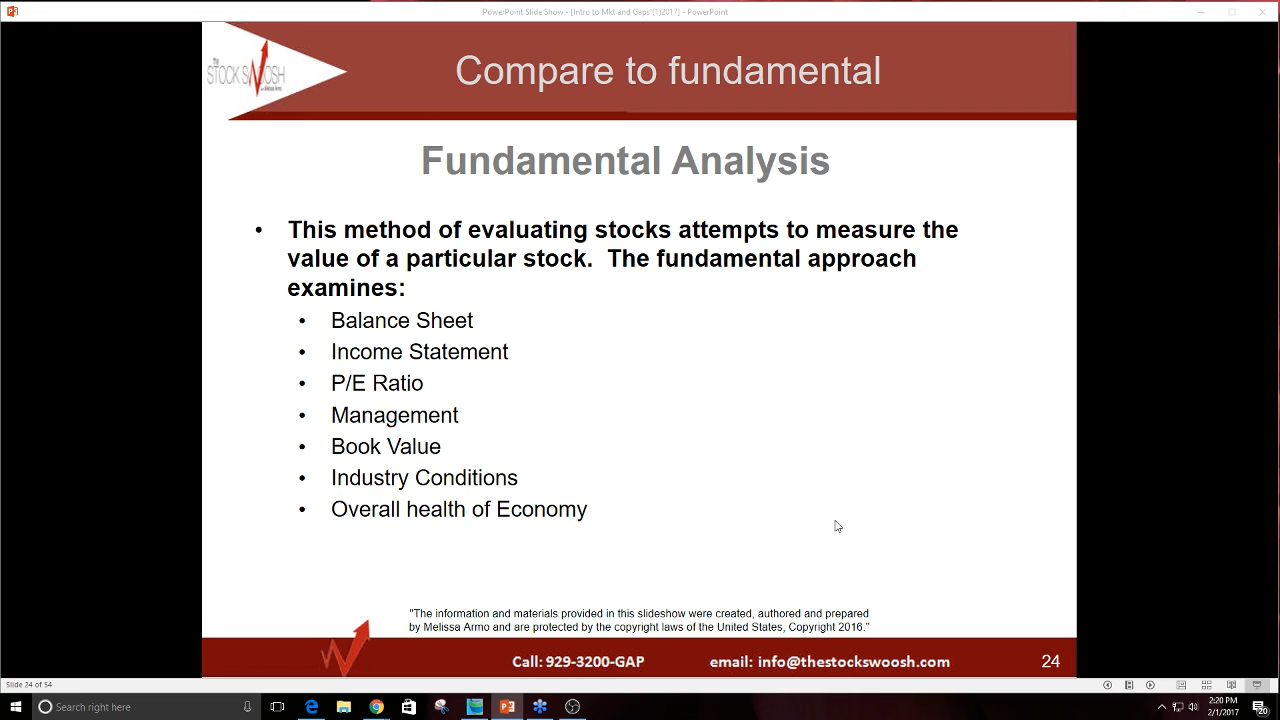 PowerPoint Slide Show - [Intro to Mkt and Gaps (1)2017] - PowerPoint
The
STOCK SWOOSH
Compare to fundamental
Fundamental Analysis
• This method of evaluating stocks attempts to measure the
value of a particular stock. The fundamental approach
examines:
• Balance Sheet
• Income Statement
• P/E Ratio
• Management
• Book Value
• Industry Conditions
• Overall health of Economy
"The information and materials provided in this slideshow were created, authored and prepared
by Melissa Armo and are protected by the copyright laws of the United States, Copyright 2016."
Call: 929-3200-GAP email: info@thestockswoosh.com 24
Slide 24 of 54
Search right here
2:20 PM
2/1/2017
20